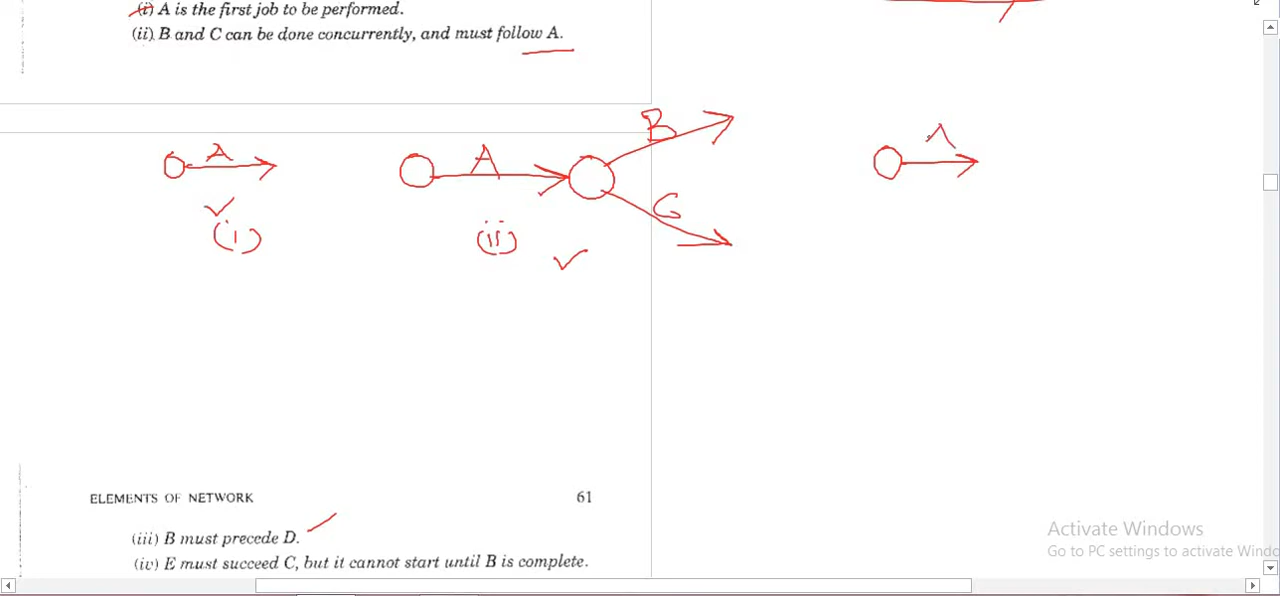 (i) A is the first job to be performed.
(ii) B and C can be done concurrently, and must follow A.
A
A
B
C
A
(i)
(ii)
ELEMENTS OF NETWORK 61
(iii) B must precede D.
(iv) E must succeed C, but it cannot start until B is complete.
Activate Windows
Go to PC settings to activate Windo